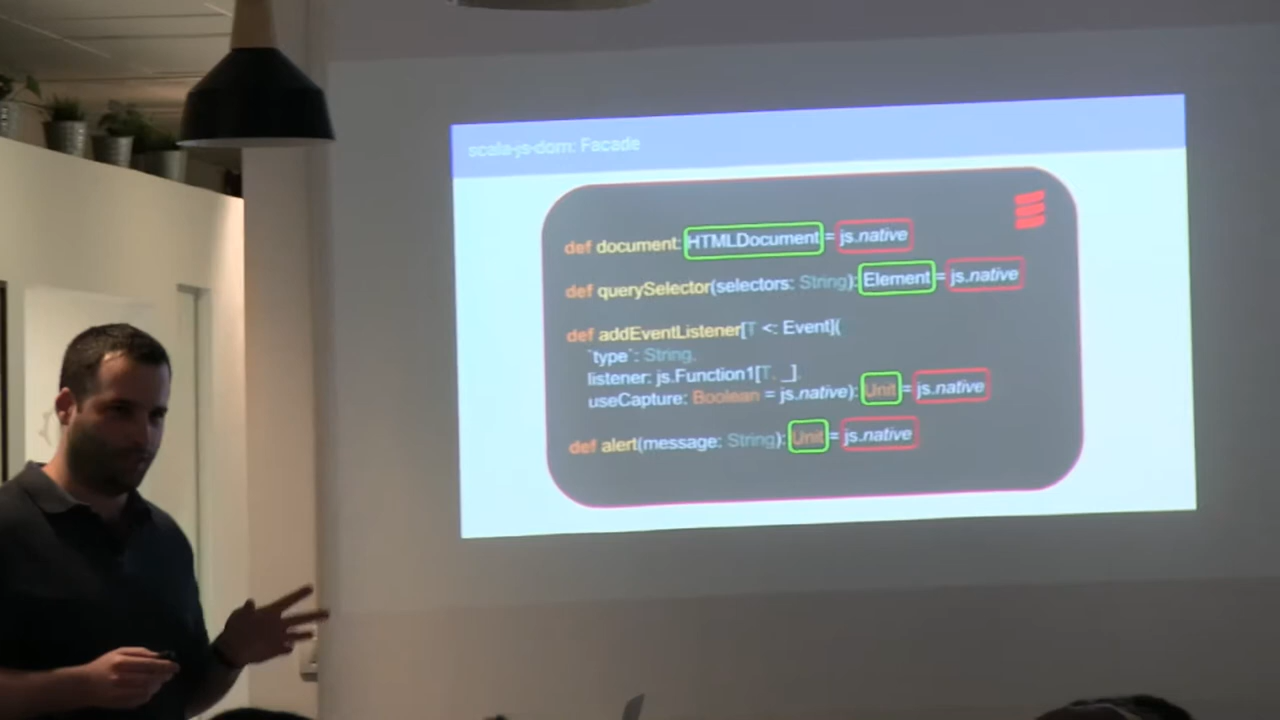 scala-js-dom: Facade
def document: HTMLDocument = js.native
def querySelector(selectors: String): Element = js.native
def addEventListener[T <: Event](
`type`: String,
listener: js.Function1[T, _],
useCapture: Boolean = js.native): Unit = js.native
def alert(message: String): Unit = js.native